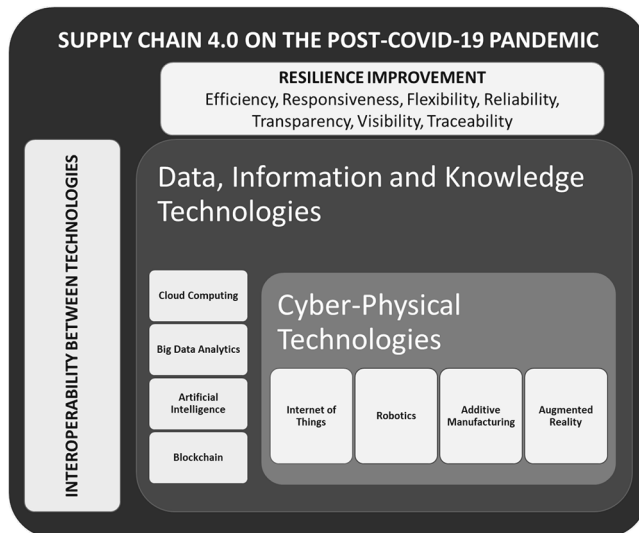 SUPPLY CHAIN 4.0 ON THE POST-COVID-19 PANDEMIC
RESILIENCE IMPROVEMENT
Efficiency, Responsiveness, Flexibility, Reliability,
Transparency, Visibility, Traceability
INTEROPERABILITY BETWEEN TECHNOLOGIES
Data, Information and Knowledge
Technologies
Cloud Computing
Big Data Analytics
Artificial
Intelligence
Blockchain
Cyber-Physical
Technologies
Internet of
Things
Robotics
Additive
Manufacturing
Augmented
Reality